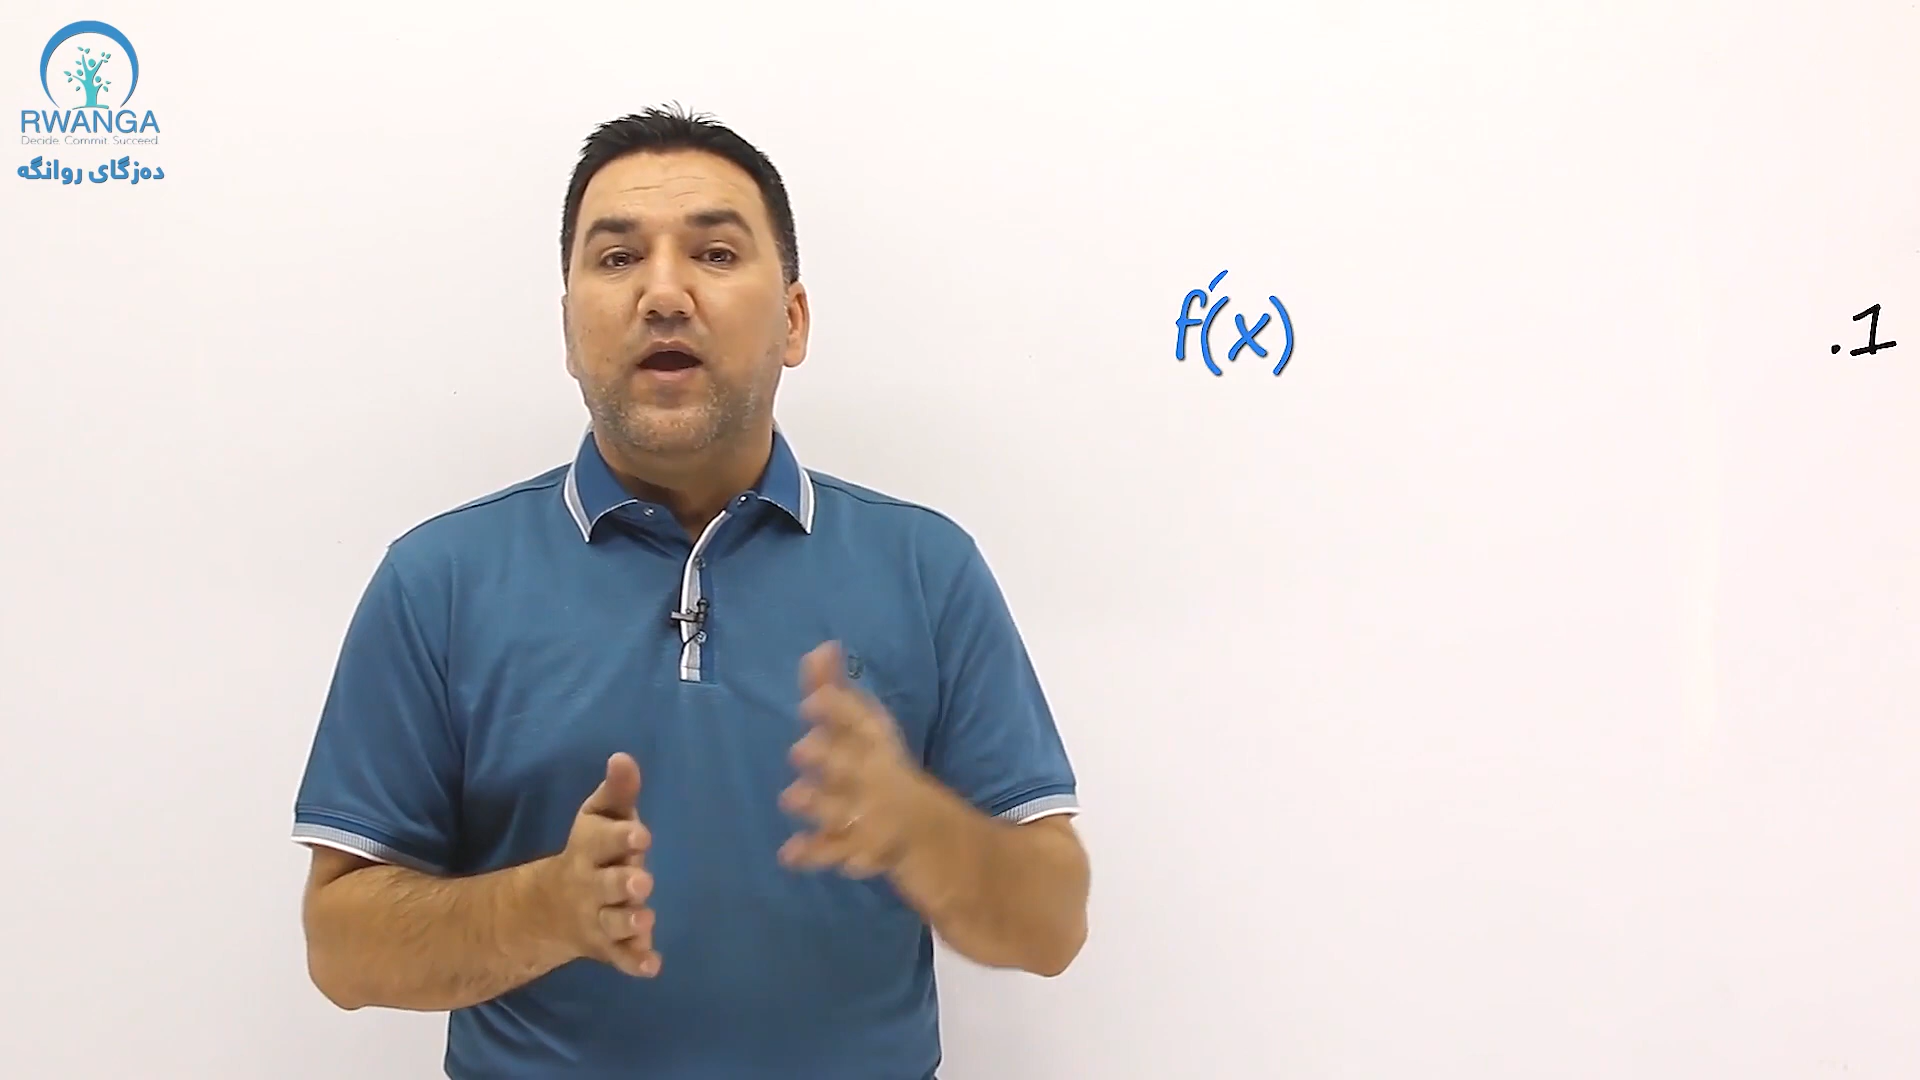 RWANGA
Decide. Commit. Succeed
دەزگای روانگە
f′(x)
.1